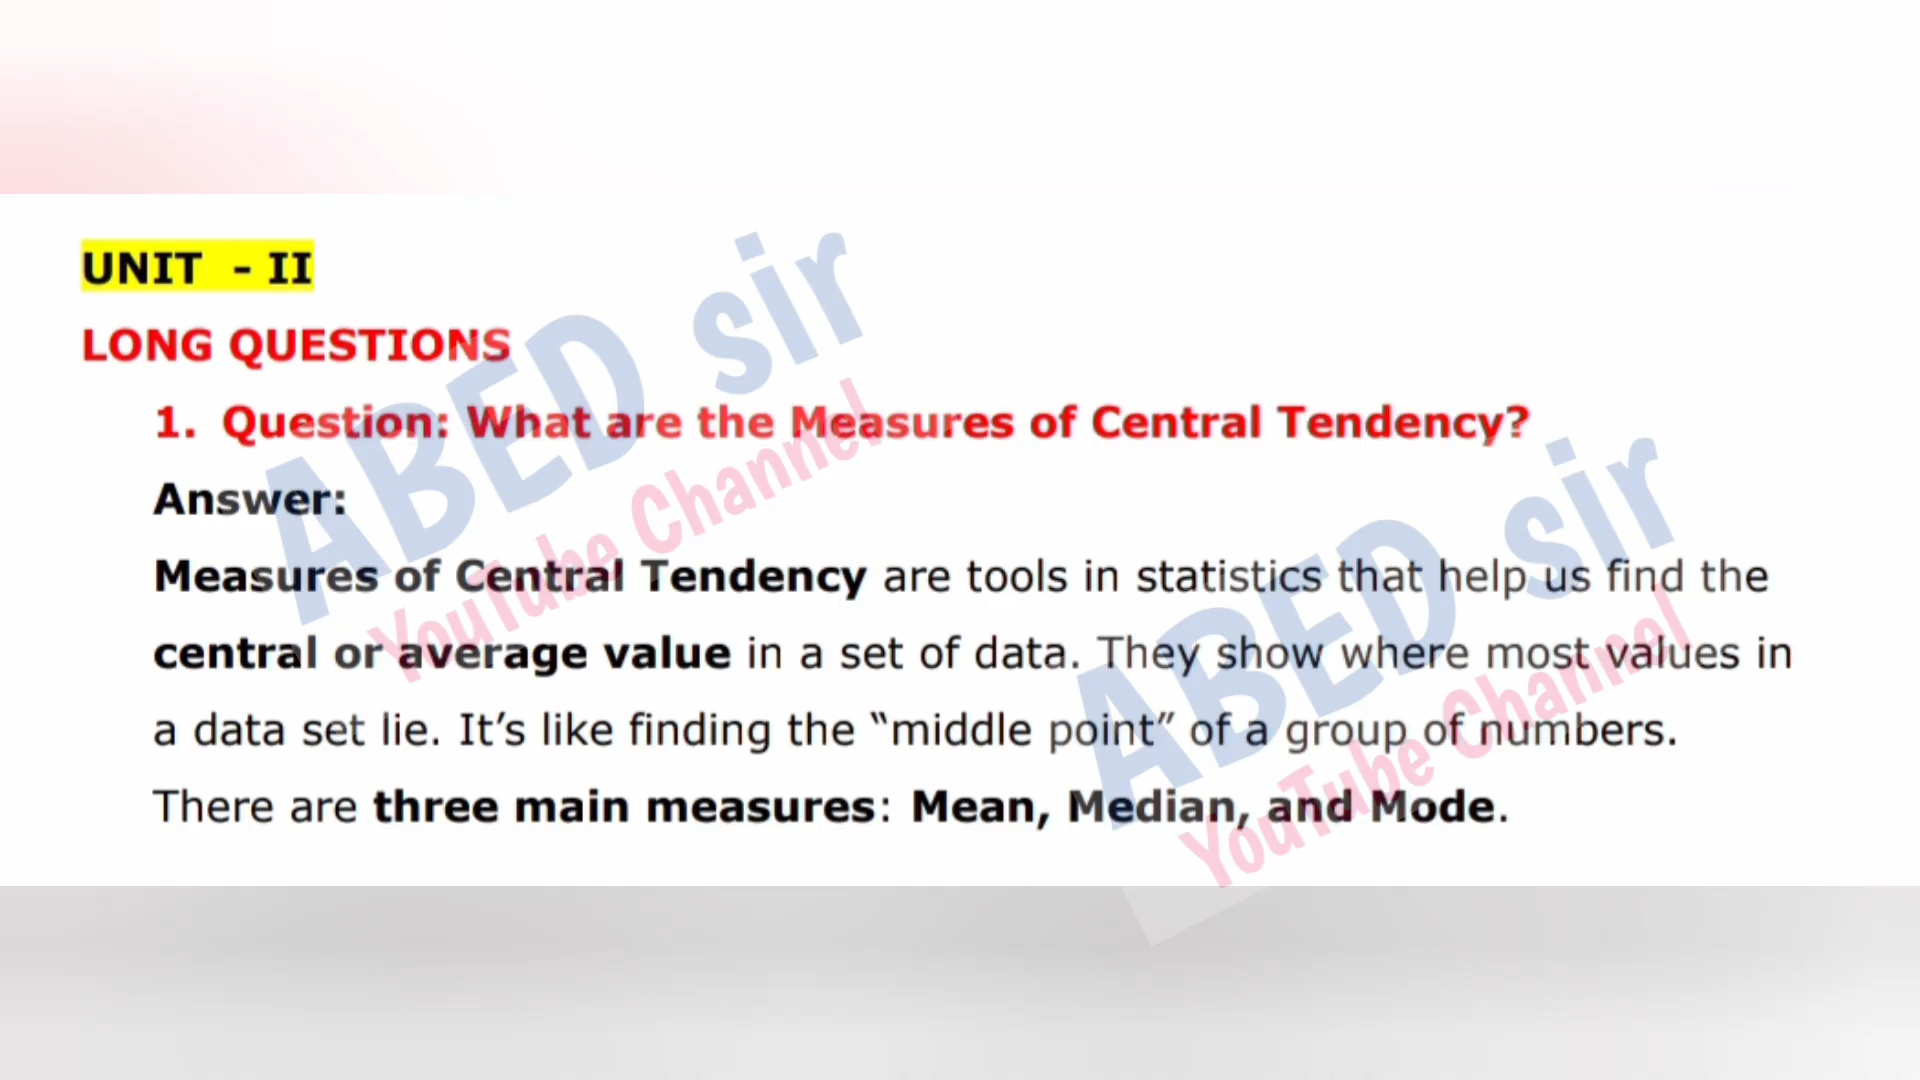 UNIT - II
LONG QUESTIONS
1. Question: What are the Measures of Central Tendency?
Answer:
Measures of Central Tendency are tools in statistics that help us find the
central or average value in a set of data. They show where most values in
a data set lie. It’s like finding the “middle point” of a group of numbers.
There are three main measures: Mean, Median, and Mode.
ABED sir
YouTube Channel
ABED sir
YouTube Channel